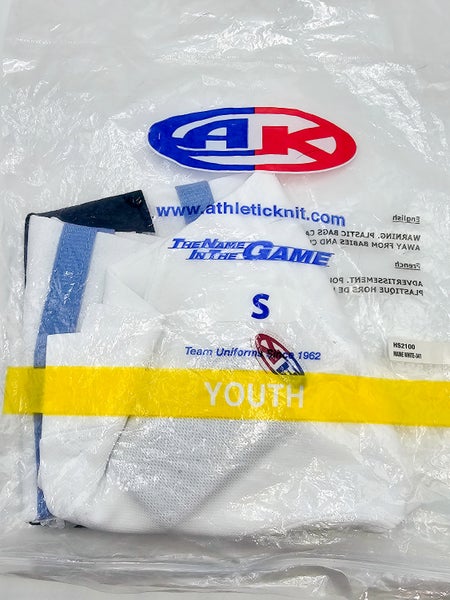 AK
www.athleticknit.com
THE NAME
IN THE GAME
S
Team Uniforms Since 1962
YOUTH
English
WARNING, PLASTIC BAGS CA
AWAY FROM BABIES AND C
French
ADVERTISSEMENT, PO
PLASTIQUE HORS DE
HS2100